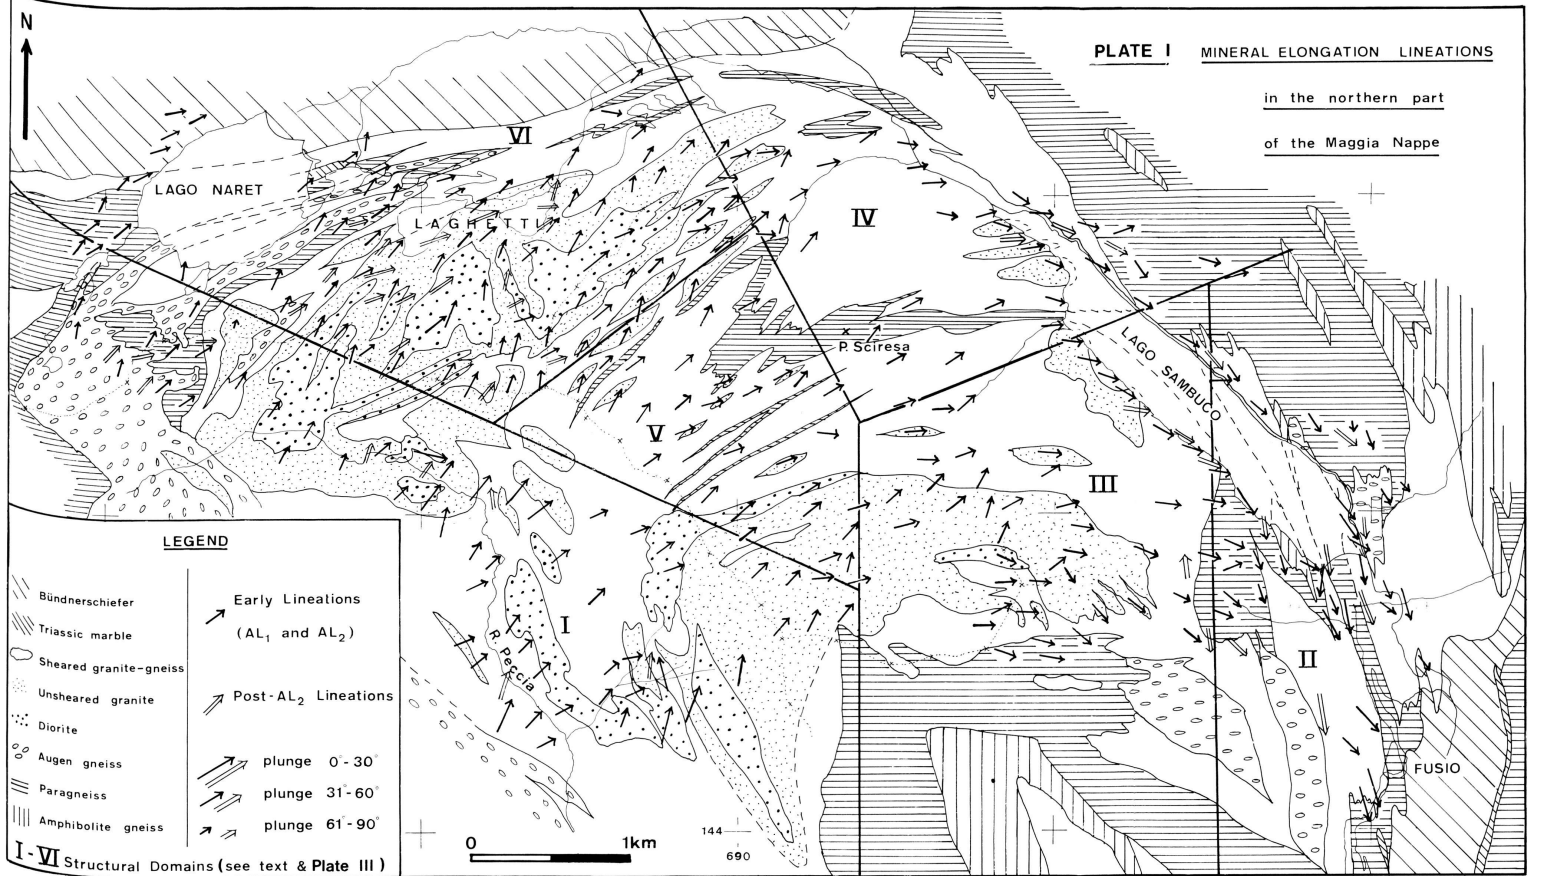 N
PLATE I MINERAL ELONGATION LINEATIONS
in the northern part
of the Maggia Nappe
VI
LAGO NARET
LAGHETTI
IV
P. Sciresa
LAGO SAMBUCO
V
III
I
R. Peccia
II
FUSIO
LEGEND
Bündnerschiefer
Triassic marble
Sheared granite-gneiss
Unsheared granite
Diorite
Augen gneiss
Paragneiss
Amphibolite gneiss
Early Lineations
(AL₁ and AL₂)
Post-AL₂ Lineations
plunge 0°-30°
plunge 31°-60°
plunge 61°-90°
I-VI Structural Domains (see text & Plate III)
0 1km
144
690